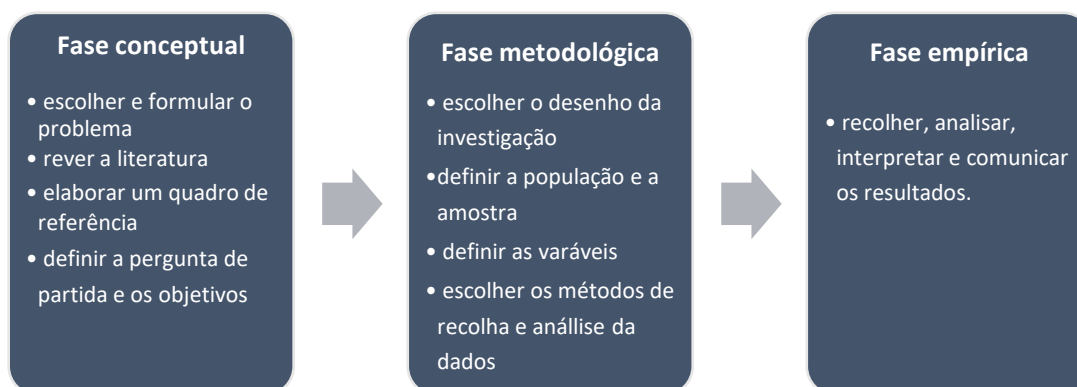 Fase conceptual
• escolher e formular o
problema
• rever a literatura
• elaborar um quadro de
referência
• definir a pergunta de
partida e os objetivos
Fase metodológica
• escolher o desenho da
investigação
•definir a população e a
amostra
• definir as varáveis
• escolher os métodos de
recolha e anállise da
dados
Fase empírica
• recolher, analisar,
interpretar e comunicar
os resultados.